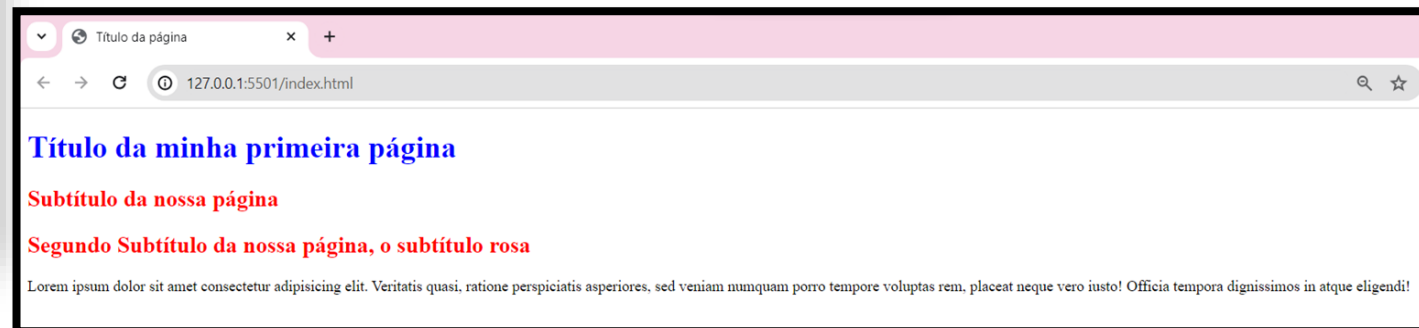 Título da página
127.0.0.1:5501/index.html
Título da minha primeira página
Subtítulo da nossa página
Segundo Subtítulo da nossa página, o subtítulo rosa
Lorem ipsum dolor sit amet consectetur adipisicing elit. Veritatis quasi, ratione perspiciatis asperiores, sed veniam numquam porro tempore voluptas rem, placeat neque vero iusto! Officia tempora dignissimos in atque eligendi!